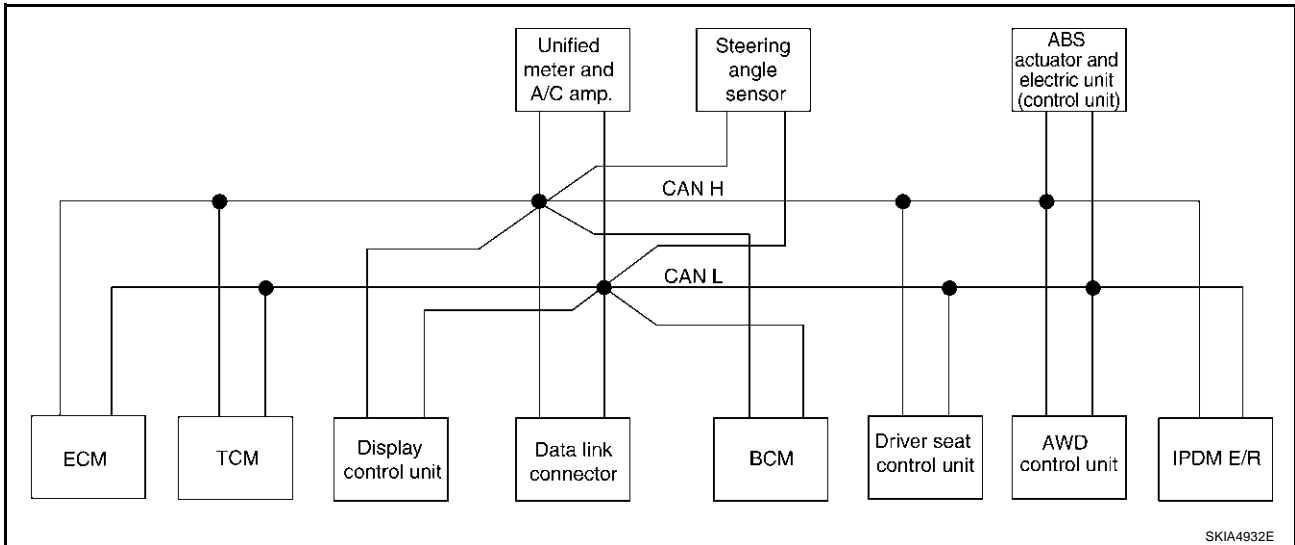 Unified
meter and
A/C amp.
Steering
angle
sensor
ABS
actuator and
electric unit
(control unit)
CAN H
CAN L
ECM
TCM
Display
control unit
Data link
connector
BCM
Driver seat
control unit
AWD
control unit
IPDM E/R
SKIA4932E